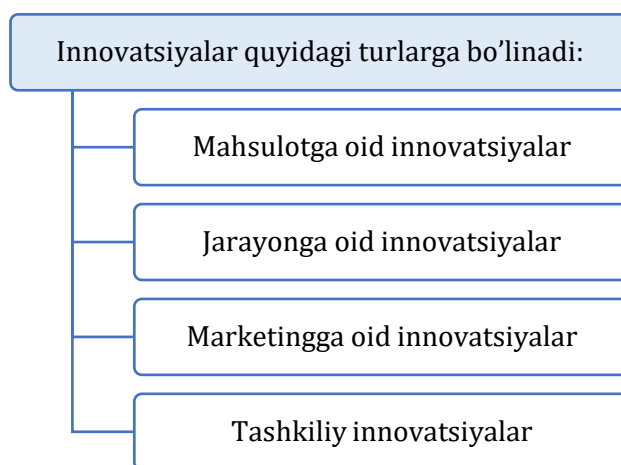 Innovatsiyalar quyidagi turlarga bo’linadi:
Mahsulotga oid innovatsiyalar
Jarayonga oid innovatsiyalar
Marketingga oid innovatsiyalar
Tashkiliy innovatsiyalar